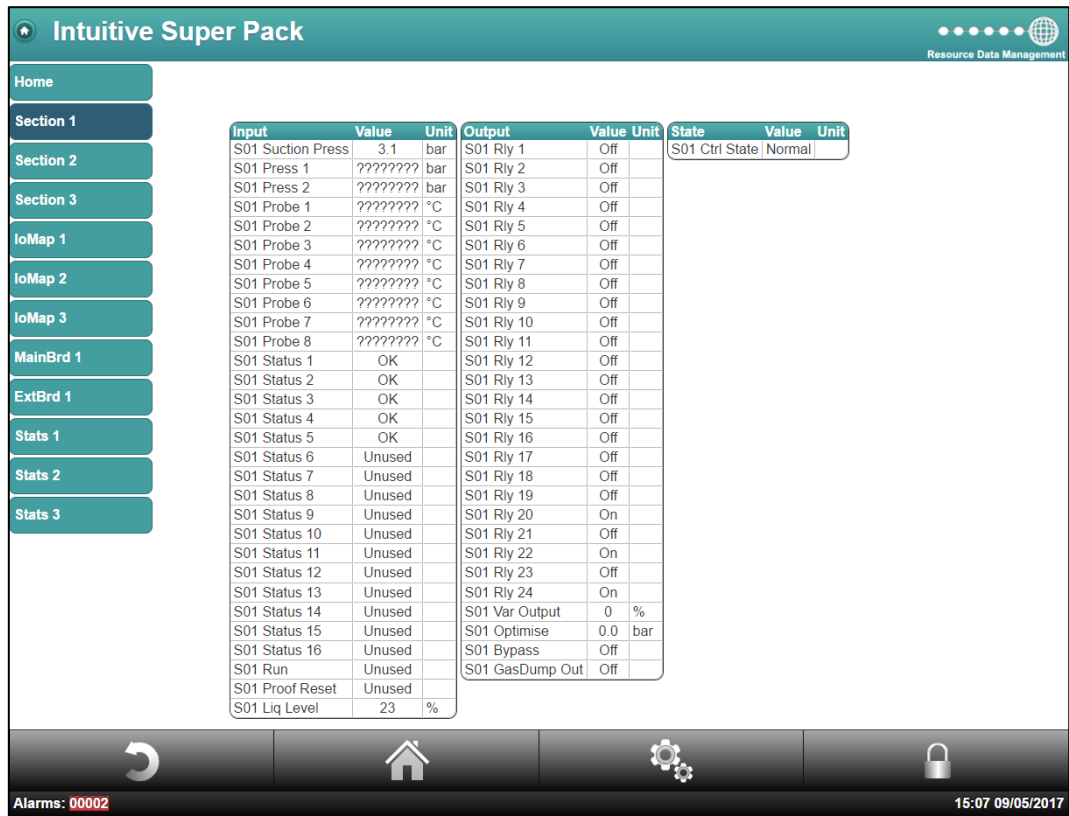 Intuitive Super Pack
Resource Data Management
Home
Section 1
Section 2
Section 3
IoMap 1
IoMap 2
IoMap 3
MainBrd 1
ExtBrd 1
Stats 1
Stats 2
Stats 3
Input Value Unit
S01 Suction Press 3.1 bar
S01 Press 1 ???????? bar
S01 Press 2 ???????? bar
S01 Probe 1 ???????? °C
S01 Probe 2 ???????? °C
S01 Probe 3 ???????? °C
S01 Probe 4 ???????? °C
S01 Probe 5 ???????? °C
S01 Probe 6 ???????? °C
S01 Probe 7 ???????? °C
S01 Probe 8 ???????? °C
S01 Status 1 OK
S01 Status 2 OK
S01 Status 3 OK
S01 Status 4 OK
S01 Status 5 OK
S01 Status 6 Unused
S01 Status 7 Unused
S01 Status 8 Unused
S01 Status 9 Unused
S01 Status 10 Unused
S01 Status 11 Unused
S01 Status 12 Unused
S01 Status 13 Unused
S01 Status 14 Unused
S01 Status 15 Unused
S01 Status 16 Unused
S01 Run Unused
S01 Proof Reset Unused
S01 Liq Level 23 %
Output Value Unit
S01 Rly 1 Off
S01 Rly 2 Off
S01 Rly 3 Off
S01 Rly 4 Off
S01 Rly 5 Off
S01 Rly 6 Off
S01 Rly 7 Off
S01 Rly 8 Off
S01 Rly 9 Off
S01 Rly 10 Off
S01 Rly 11 Off
S01 Rly 12 Off
S01 Rly 13 Off
S01 Rly 14 Off
S01 Rly 15 Off
S01 Rly 16 Off
S01 Rly 17 Off
S01 Rly 18 Off
S01 Rly 19 Off
S01 Rly 20 On
S01 Rly 21 Off
S01 Rly 22 On
S01 Rly 23 Off
S01 Rly 24 On
S01 Var Output 0 %
S01 Optimise 0.0 bar
S01 Bypass Off
S01 GasDump Out Off
State Value Unit
S01 Ctrl State Normal
Alarms: 00002
15:07 09/05/2017